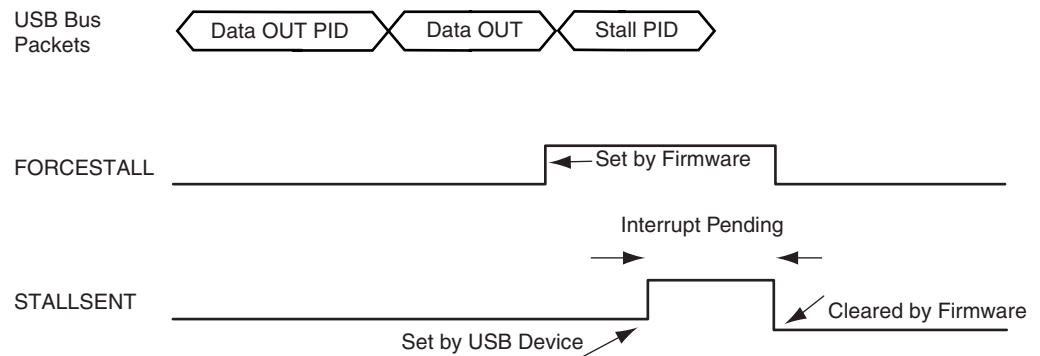 USB Bus
Packets
Data OUT PID
Data OUT
Stall PID
FORCESTALL
Set by Firmware
Interrupt Pending
STALLSENT
Cleared by Firmware
Set by USB Device